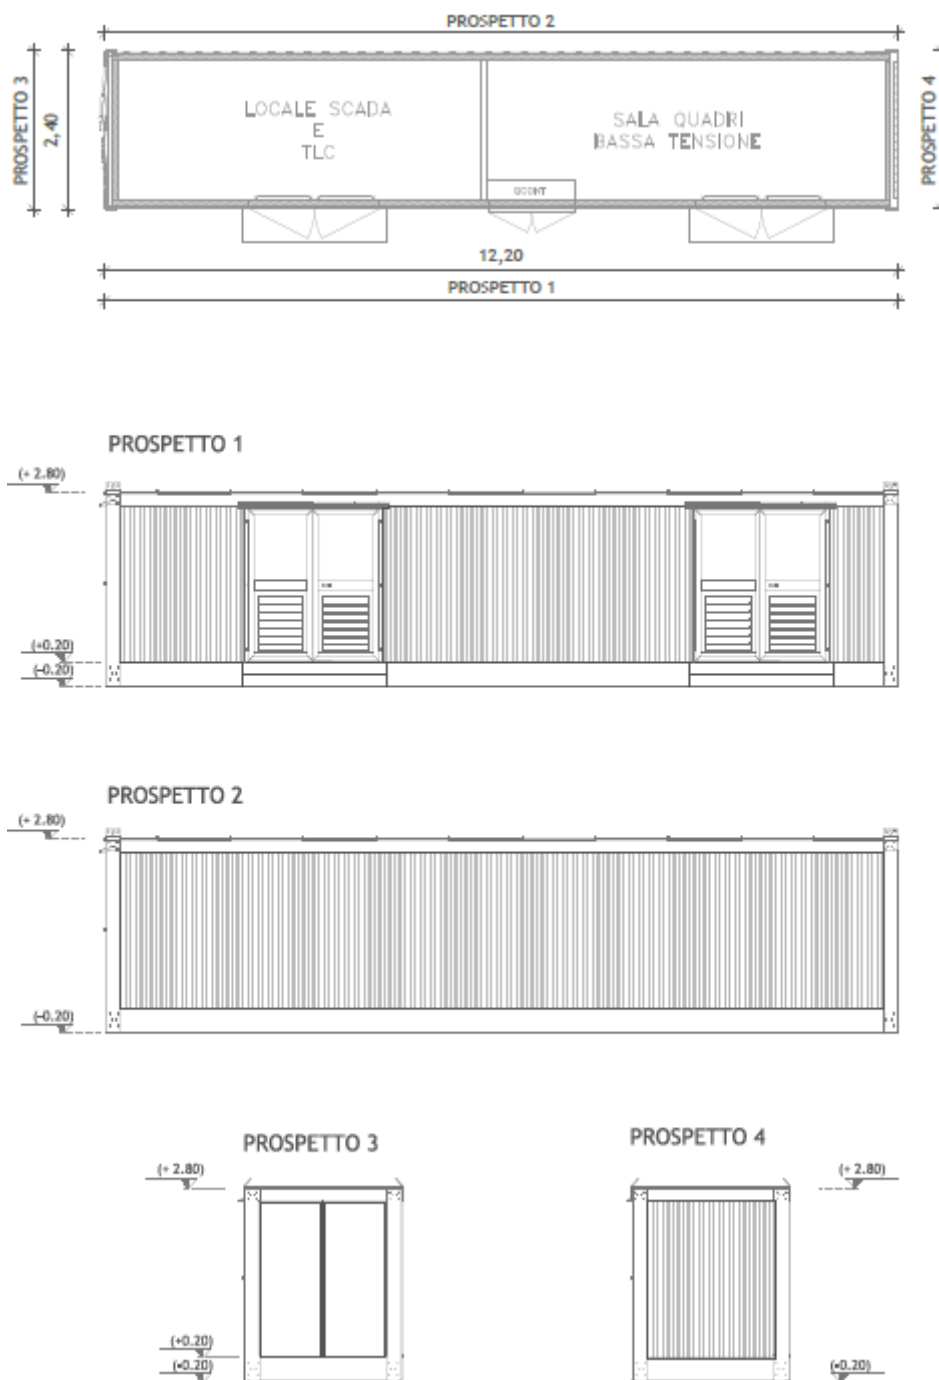 PROSPETTO 2
PROSPETTO 3
2,40
LOCALE SCADA
E
TLC
SALA QUADRI
BASSA TENSIONE
QCONT
PROSPETTO 4
12,20
PROSPETTO 1
PROSPETTO 1
(+ 2.80)
(+0.20)
(-0.20)
PROSPETTO 2
(+ 2.80)
(-0.20)
PROSPETTO 3
(+ 2.80)
(+0.20)
(-0.20)
PROSPETTO 4
(+ 2.80)
(-0.20)